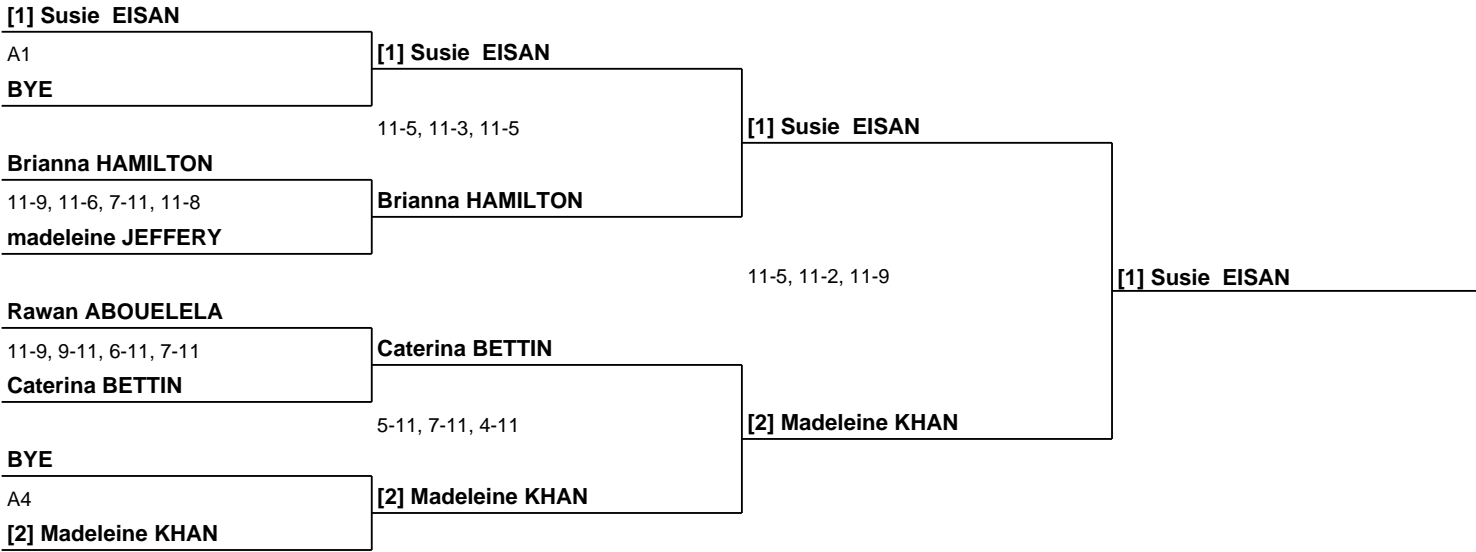 [1] Susie  EISAN
A1
BYE
[1] Susie  EISAN
11-5, 11-3, 11-5
Brianna HAMILTON
11-9, 11-6, 7-11, 11-8
madeleine JEFFERY
Brianna HAMILTON
[1] Susie  EISAN
11-5, 11-2, 11-9
[1] Susie  EISAN
Rawan ABOUELELA
11-9, 9-11, 6-11, 7-11
Caterina BETTIN
Caterina BETTIN
5-11, 7-11, 4-11
[2] Madeleine KHAN
BYE
A4
[2] Madeleine KHAN
[2] Madeleine KHAN